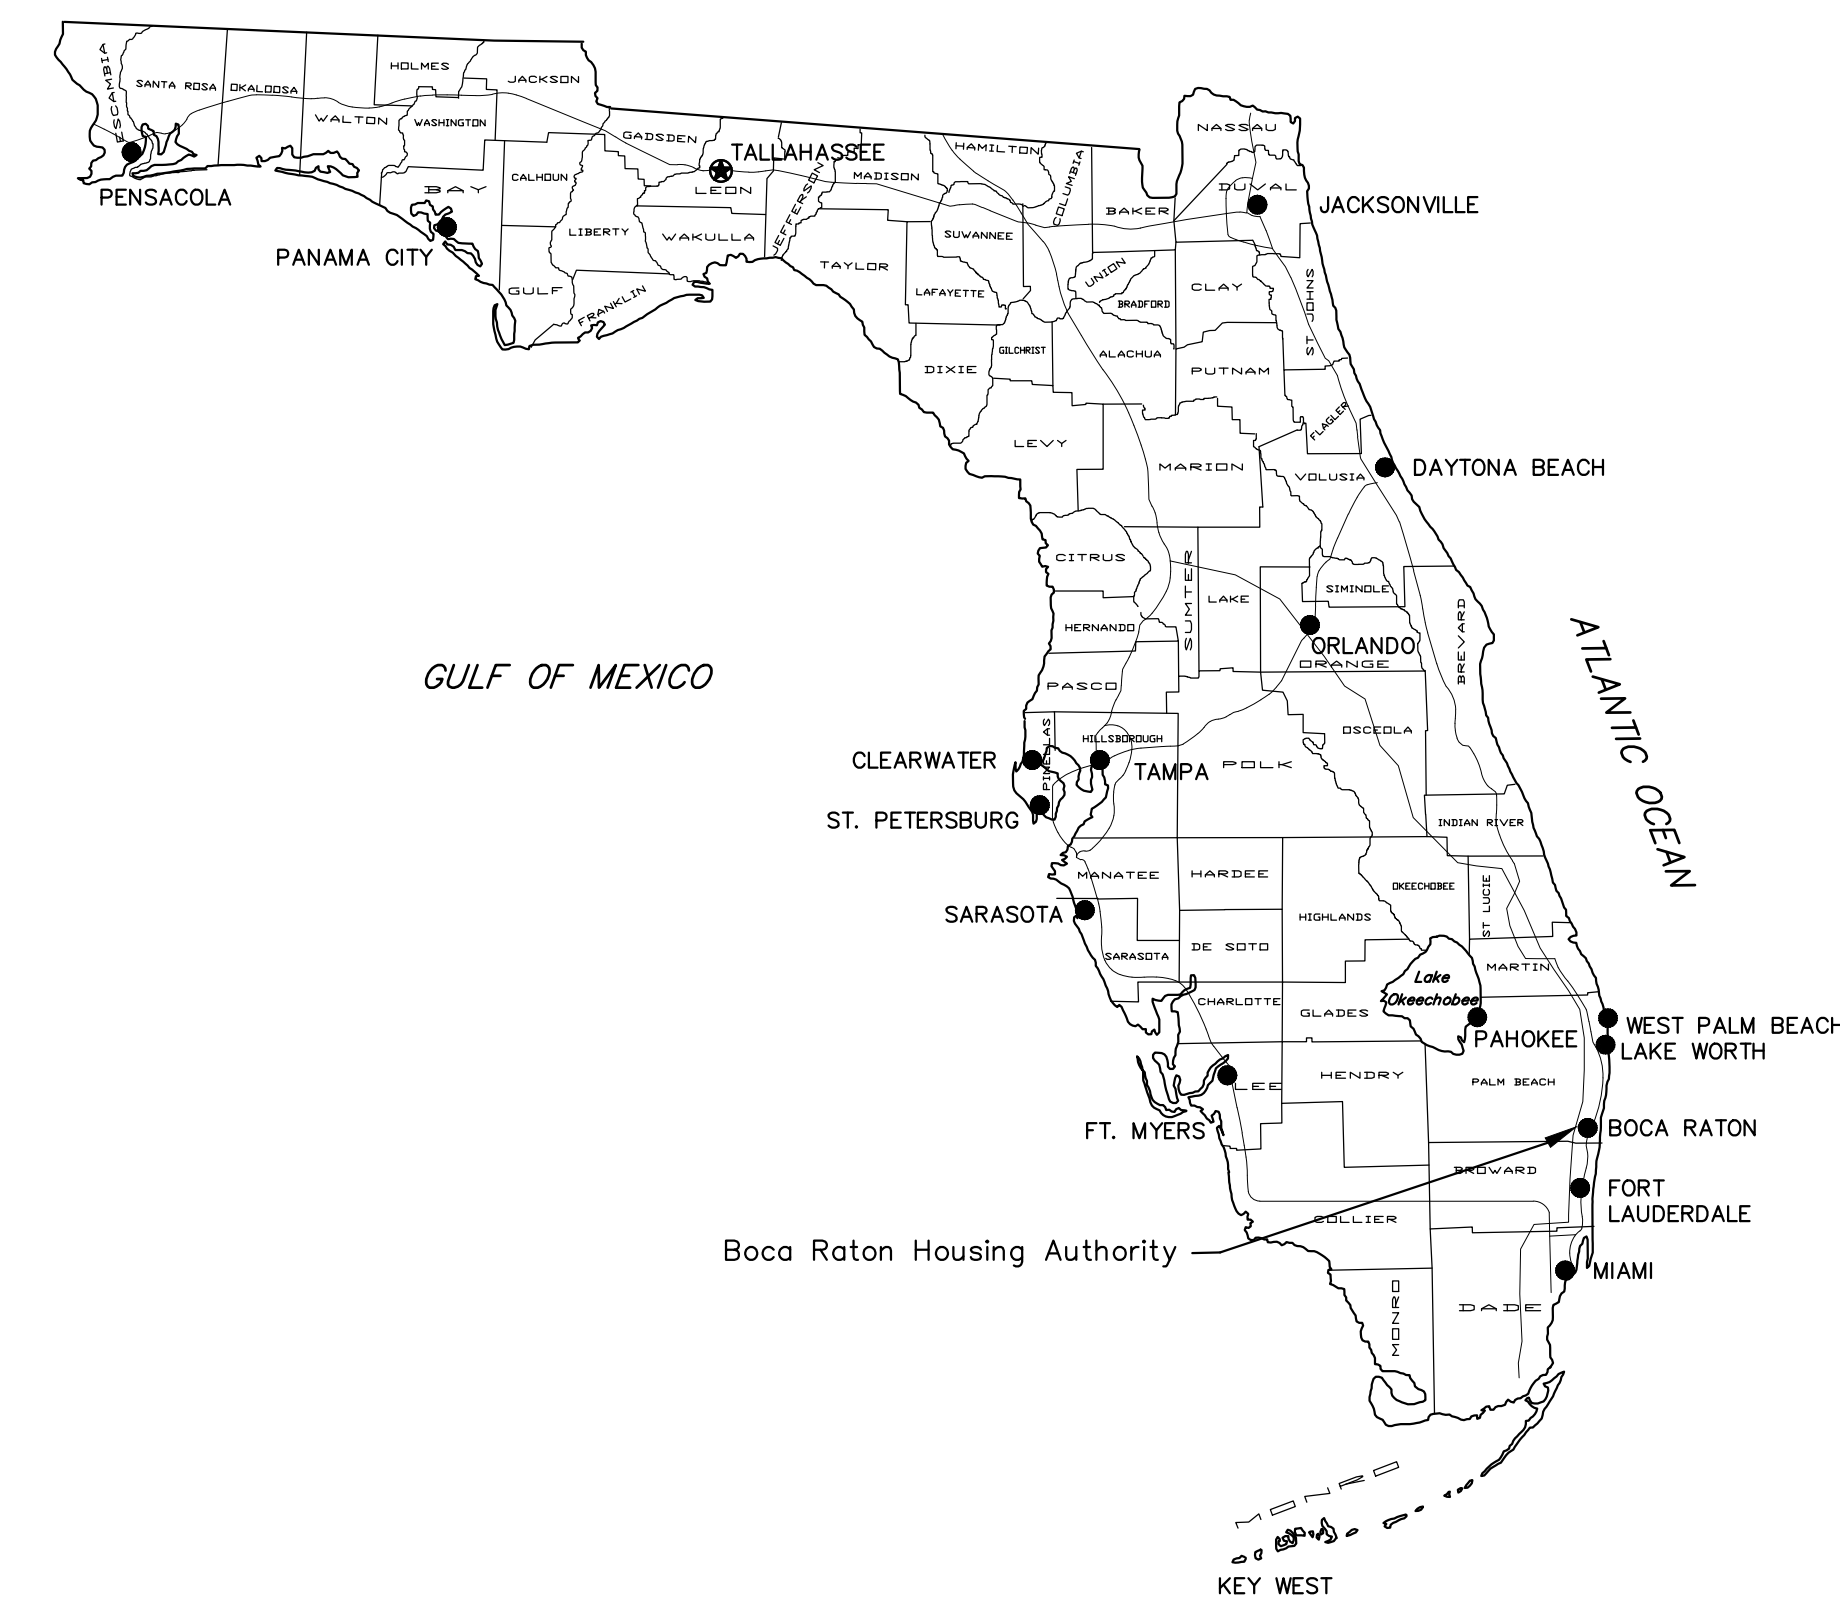 ESCAMBIA
SANTA ROSA
OKALOOSA
WALTON
HOLMES
JACKSON
WASHINGTON
BAY
CALHOUN
GADSDEN
TALLAHASSEE
LEON
JEFFERSON
MADISON
HAMILTON
COLUMBIA
NASSAU
DUVAL
BAKER
JACKSONVILLE
PENSACOLA
PANAMA CITY
LIBERTY
WAKULLA
GULF
FRANKLIN
TAYLOR
SUWANNEE
LAFAYETTE
UNION
BRADFORD
CLAY
ST JOHNS
DIXIE
GILCHRIST
ALACHUA
PUTNAM
FLAGLER
LEVY
MARION
VOLUSIA
DAYTONA BEACH
CITRUS
SUMTER
LAKE
SIMINOLE
HERNANDO
ORLANDO
ORANGE
BREVARD
ATLANTIC OCEAN
GULF OF MEXICO
PASCO
PINELLAS
HILLSBOROUGH
OSCEOLA
CLEARWATER
TAMPA
POLK
ST. PETERSBURG
INDIAN RIVER
MANATEE
HARDEE
OKEECHOBEE
ST LUCIE
SARASOTA
HIGHLANDS
DE SOTO
SARASOTA
MARTIN
Lake
Okeechobee
CHARLOTTE
GLADES
PAHOKEE
WEST PALM BEACH
LAKE WORTH
LEE
HENDRY
PALM BEACH
FT. MYERS
BOCA RATON
BROWARD
FORT
LAUDERDALE
COLLIER
Boca Raton Housing Authority
MIAMI
MONRO
DADE
MONRO
KEY WEST